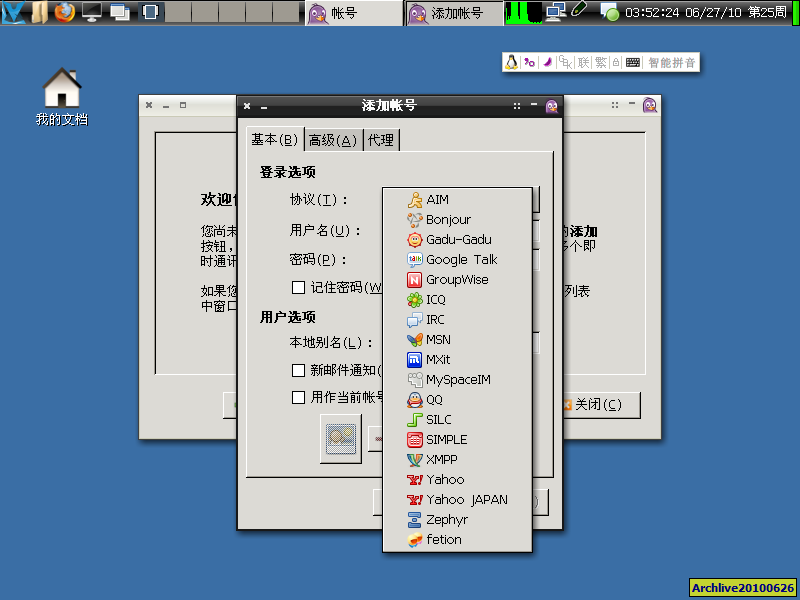 帐号
添加帐号
03:52:24 06/27/10 第25周
联 繁 智能拼音
我的文档
添加帐号
基本(B) 高级(A) 代理
登录选项
欢迎
协议(T)：
您尚未
用户名(U)：
的添加
按钮，
多个即
时通讯
密码(P)：
如果您
记住密码(W
列表
中窗口
用户选项
本地别名(L)：
新邮件通知(
用作当前帐号
关闭(C)
AIM
Bonjour
Gadu-Gadu
Google Talk
GroupWise
ICQ
IRC
MSN
MXit
MySpaceIM
QQ
SILC
SIMPLE
XMPP
Yahoo
Yahoo JAPAN
Zephyr
fetion
Archlive20100626